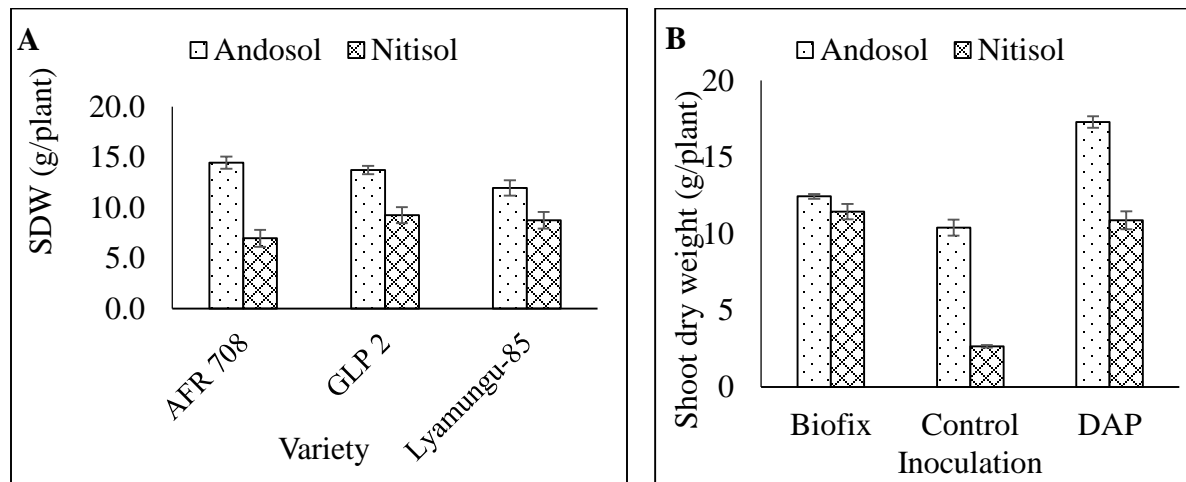 A
Andosol Nitisol
SDW (g/plant)
20.0
15.0
10.0
5.0
0.0
AFR 708
GLP 2
Lyamungu-85
Variety
B
Andosol Nitisol
Shoot dry weight (g/plant)
20
15
10
5
0
Biofix Control DAP
Inoculation